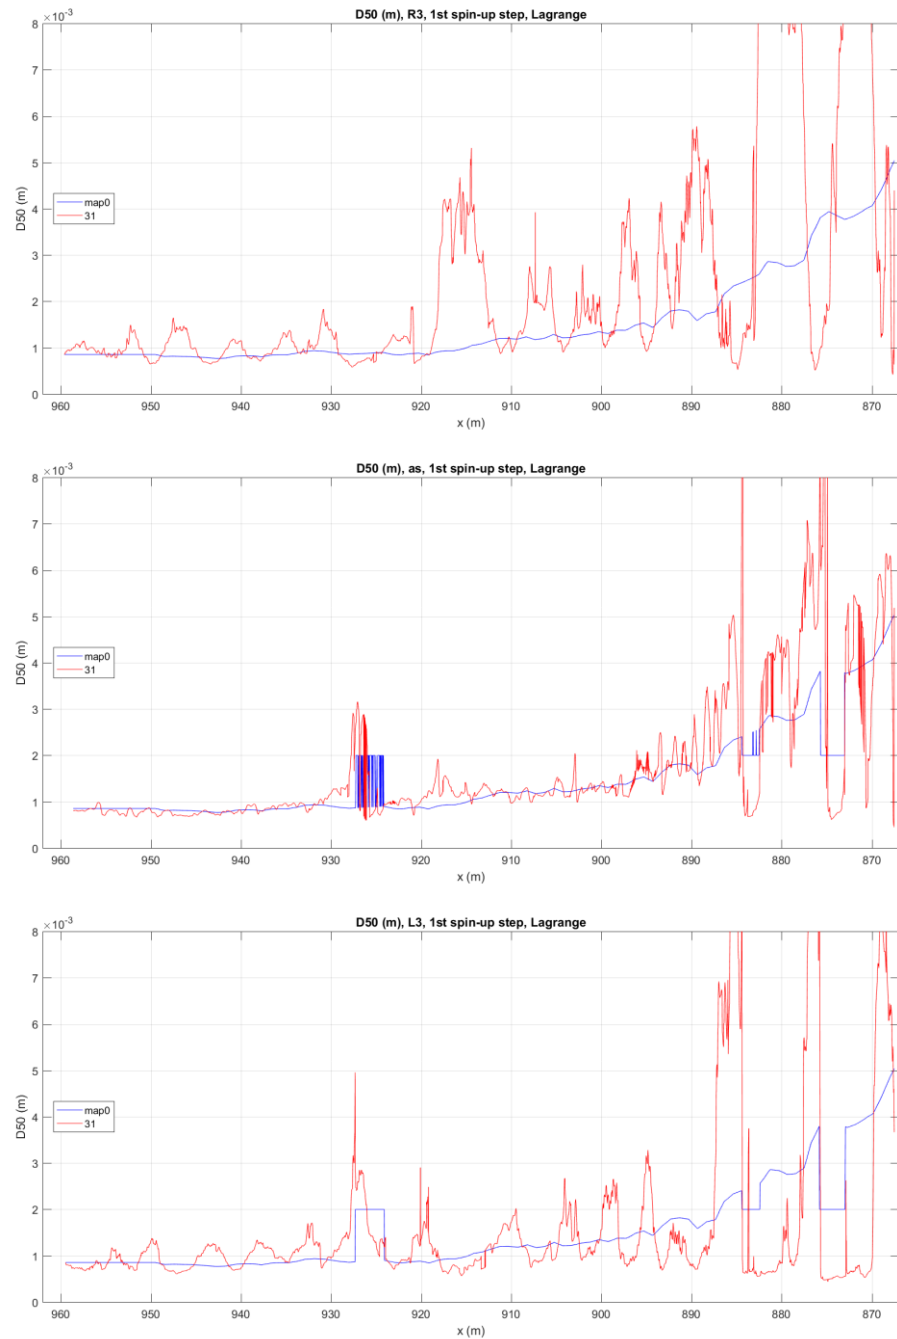 D50 (m), R3, 1st spin-up step, Lagrange
×10⁻³
8
7
6
5
4
3
2
1
0
D50 (m)
map0
31
960 950 940 930 920 910 900 890 880 870
x (m)
D50 (m), as, 1st spin-up step, Lagrange
×10⁻³
8
7
6
5
4
3
2
1
0
D50 (m)
map0
31
960 950 940 930 920 910 900 890 880 870
x (m)
D50 (m), L3, 1st spin-up step, Lagrange
×10⁻³
8
7
6
5
4
3
2
1
0
D50 (m)
map0
31
960 950 940 930 920 910 900 890 880 870
x (m)